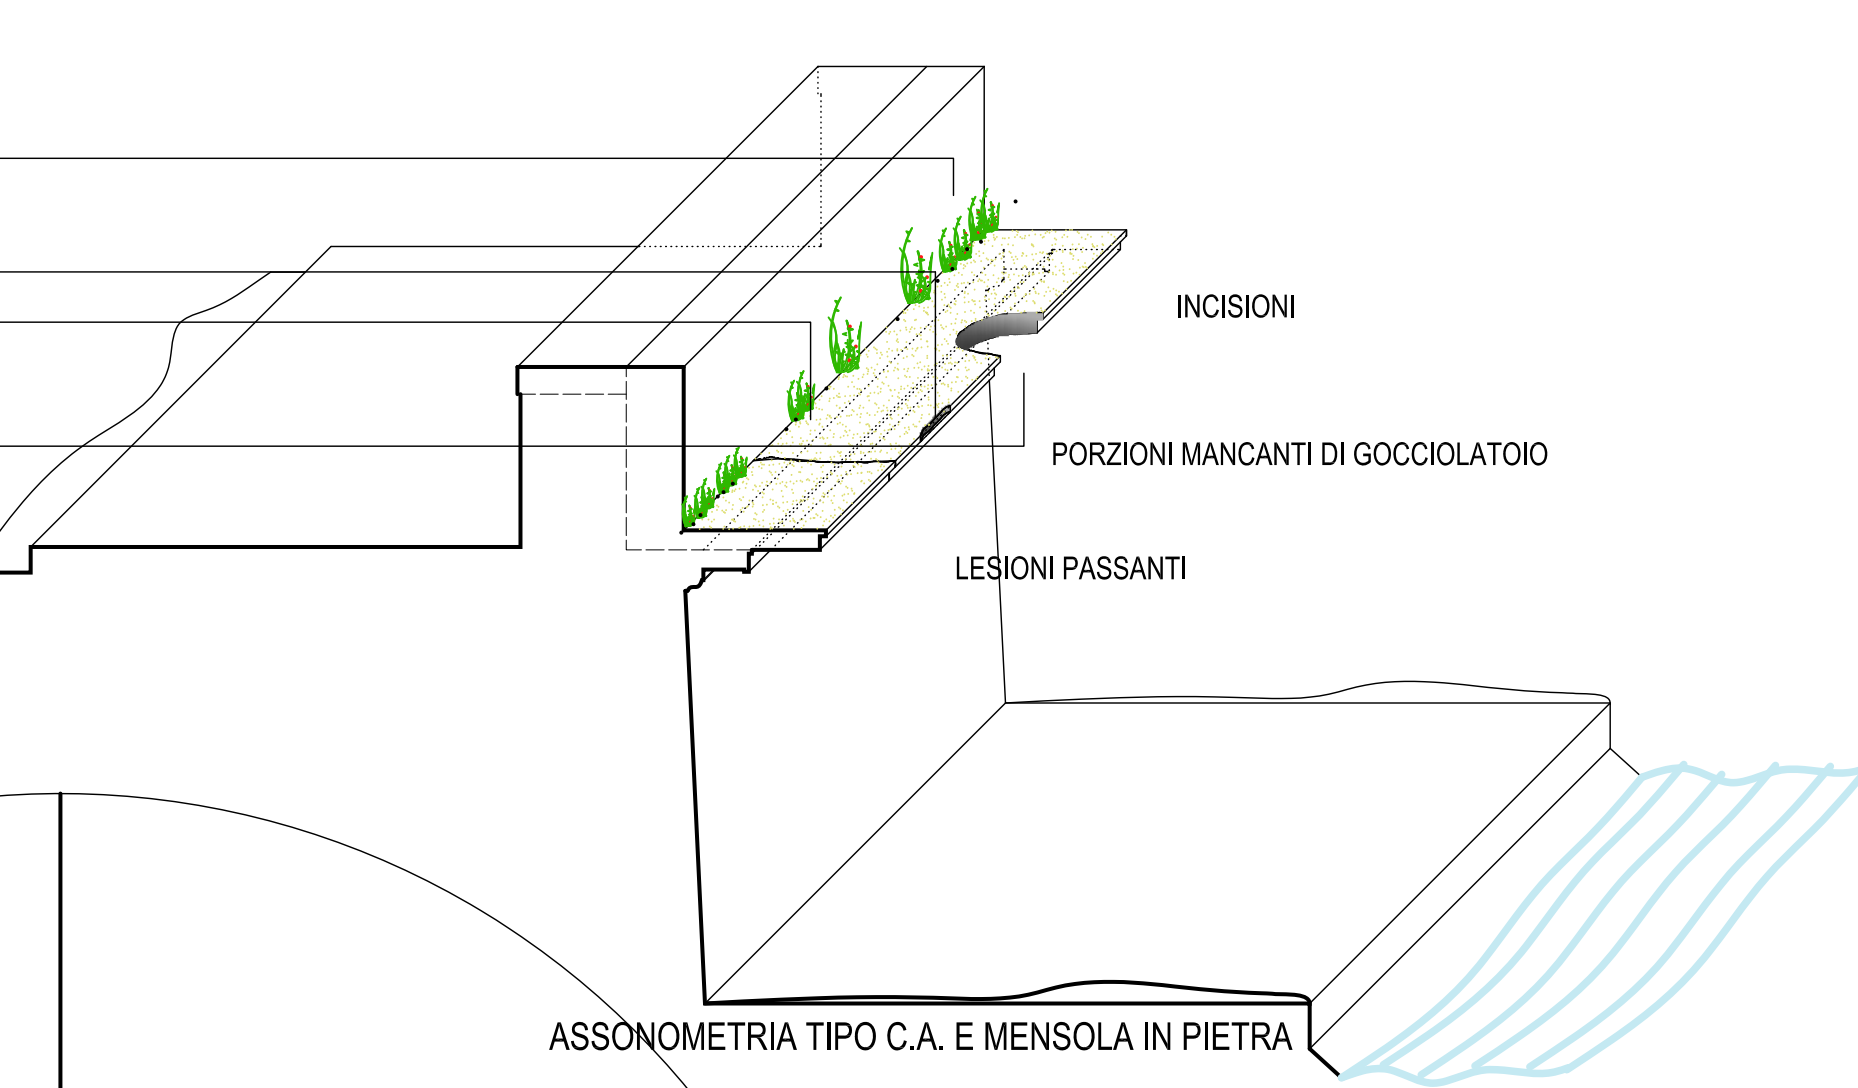 INCISIONI
PORZIONI MANCANTI DI GOCCIOLATOIO
LESIONI PASSANTI
ASSONOMETRIA TIPO C.A. E MENSOLA IN PIETRA